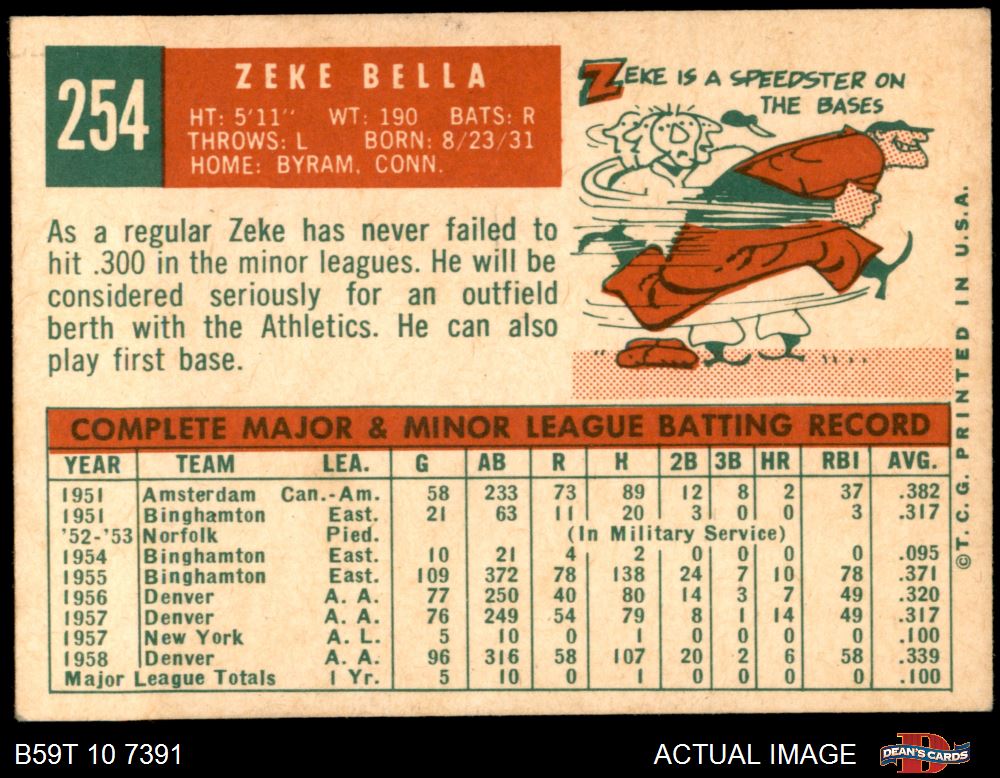 254
ZEKE BELLA
HT: 5'11" WT: 190 BATS: R
THROWS: L BORN: 8/23/31
HOME: BYRAM, CONN.
ZEKE IS A SPEEDSTER ON
THE BASES
As a regular Zeke has never failed to
hit .300 in the minor leagues. He will be
considered seriously for an outfield
berth with the Athletics. He can also
play first base.
COMPLETE MAJOR & MINOR LEAGUE BATTING RECORD
YEAR TEAM LEA. G AB R H 2B 3B HR RBI AVG.
1951 Amsterdam Can.-Am. 58 233 73 89 12 8 2 37 .382
1951 Binghamton East. 21 63 11 20 3 0 0 3 .317
'52-'53 Norfolk Pied. (In Military Service)
1954 Binghamton East. 10 21 4 2 0 0 0 0 .095
1955 Binghamton East. 109 372 78 138 24 7 10 78 .371
1956 Denver A. A. 77 250 40 80 14 3 7 49 .320
1957 Denver A. A. 76 249 54 79 8 1 14 49 .317
1957 New York A. L. 5 10 0 1 0 0 0 0 .100
1958 Denver A. A. 96 316 58 107 20 2 6 58 .339
Major League Totals 1 Yr. 5 10 0 1 0 0 0 0 .100
©T.C.G. PRINTED IN U.S.A.
B59T 10 7391 ACTUAL IMAGE DEAN'S CARDS